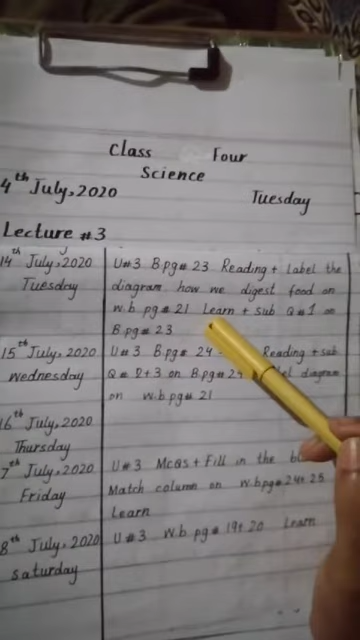 Class Four
Science
4th July, 2020 Tuesday
Lecture #3
14th July, 2020 U#3 B.pg# 23 Reading + Label the
Tuesday diagram, how we digest food on
w.b pg# 21 Learn + sub Q#1 on
B.pg# 23
15th July, 2020 U#3 B.pg# 24 Reading + sub
Wednesday Q# 2+3 on B.pg# diagram
on w.b pg# 21
16th July, 2020
Thursday
7th July, 2020 U#3 MCQs + Fill in the
Friday Match column on w.b pg# 24+25
Learn
8th July, 2020 U#3 W.b pg# 19+20 Learn
Saturday